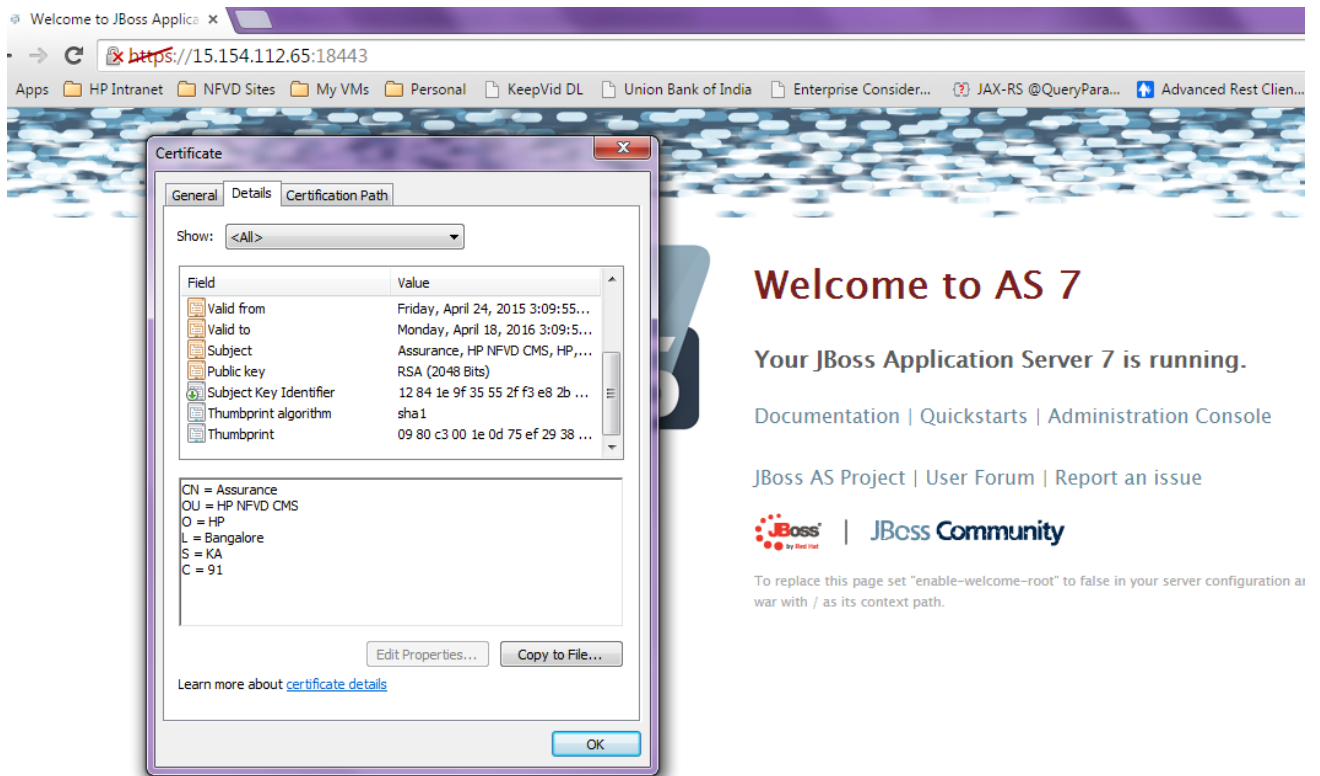 Welcome to JBoss Applica
https://15.154.112.65:18443
Apps HP Intranet NFVD Sites My VMs Personal KeepVid DL Union Bank of India Enterprise Consider... JAX-RS @QueryPara... Advanced Rest Clien...
Certificate
General Details Certification Path
Show: <All>
Field Value
Valid from Friday, April 24, 2015 3:09:55...
Valid to Monday, April 18, 2016 3:09:5...
Subject Assurance, HP NFVD CMS, HP,...
Public key RSA (2048 Bits)
Subject Key Identifier 12 84 1e 9f 35 55 2f f3 e8 2b ...
Thumbprint algorithm sha1
Thumbprint 09 80 c3 00 1e 0d 75 ef 29 38 ...
CN = Assurance
OU = HP NFVD CMS
O = HP
L = Bangalore
S = KA
C = 91
Edit Properties... Copy to File...
Learn more about certificate details
OK
Welcome to AS 7
Your JBoss Application Server 7 is running.
Documentation | Quickstarts | Administration Console
JBoss AS Project | User Forum | Report an issue
JBoss by Red Hat | JBoss Community
To replace this page set "enable-welcome-root" to false in your server configuration
war with / as its context path.